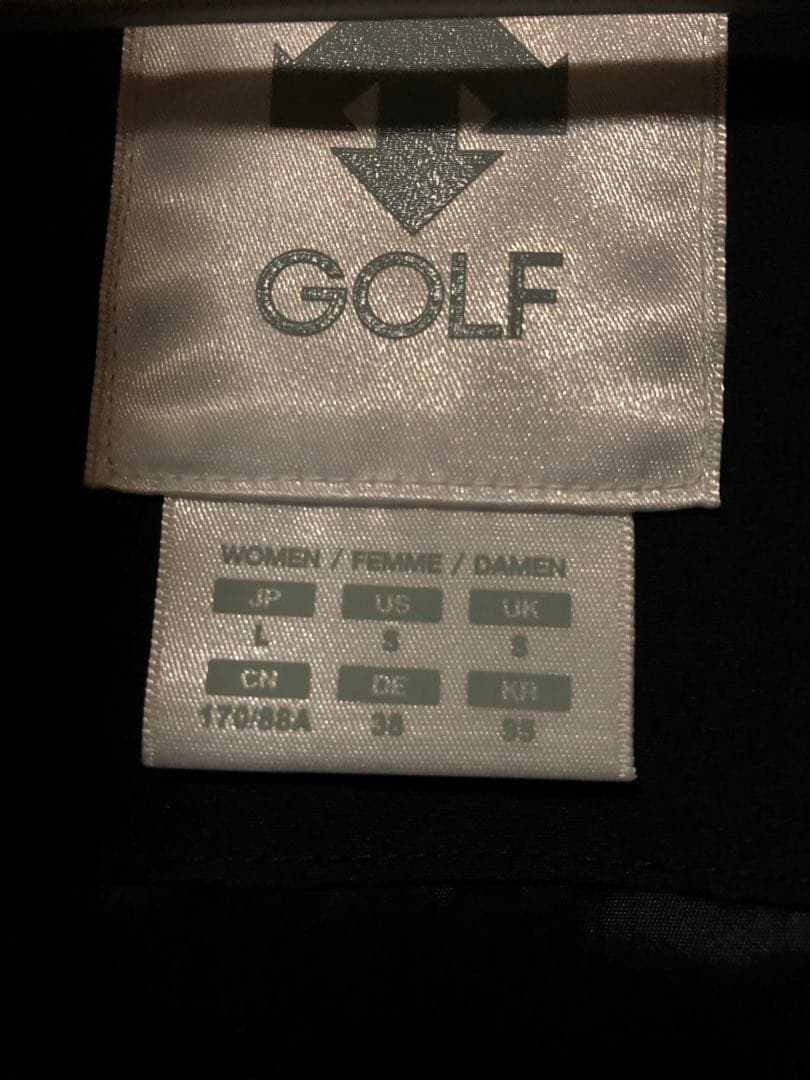 GOLF
WOMEN / FEMME / DAMEN
JP US UK
L S S
CN DE KR
170/88A 38 95